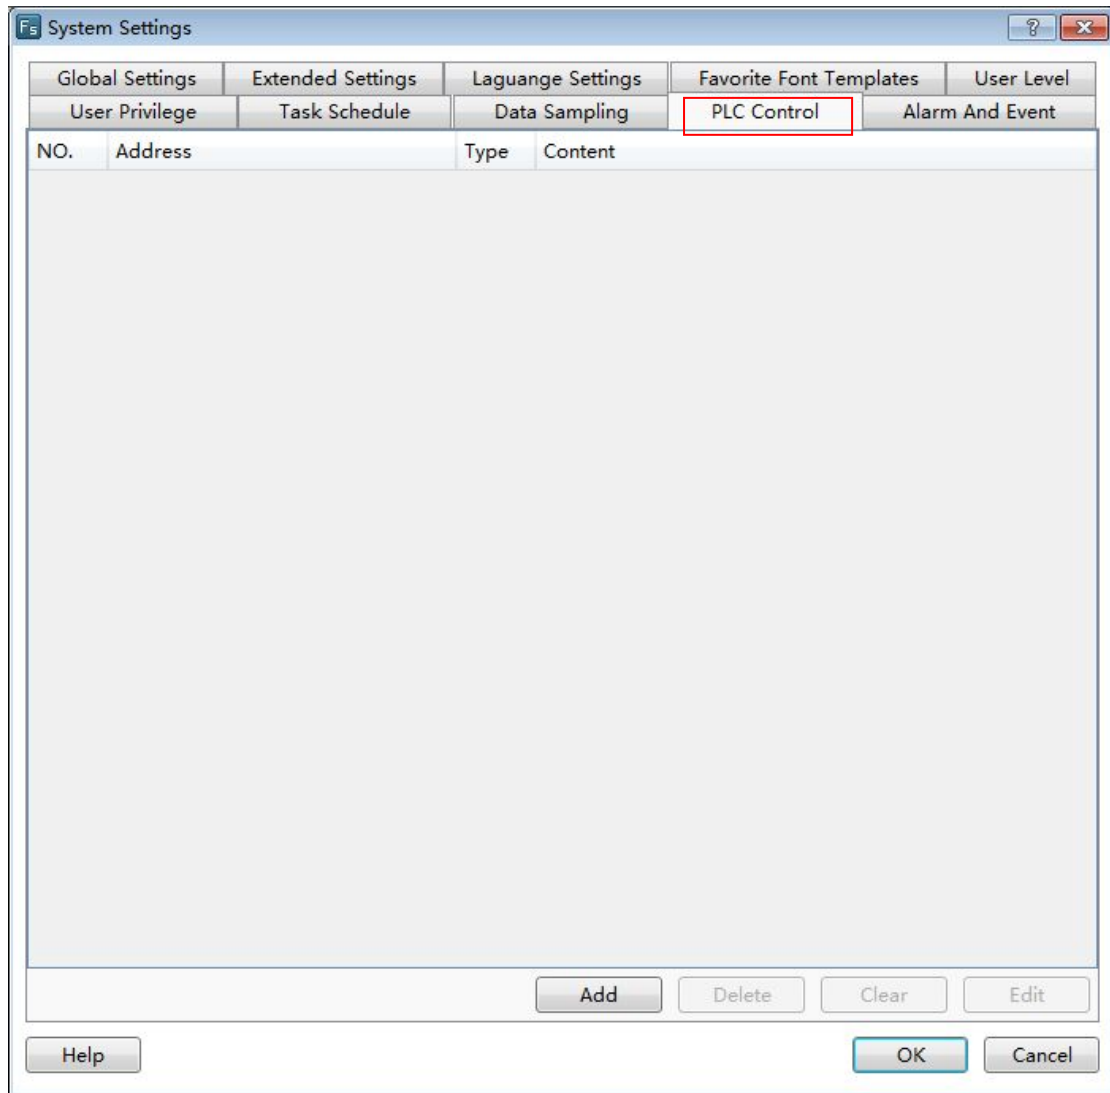 Fs System Settings ?
Global Settings Extended Settings Laguange Settings Favorite Font Templates User Level
User Privilege Task Schedule Data Sampling PLC Control Alarm And Event
NO. Address Type Content
Add Delete Clear Edit
Help OK Cancel